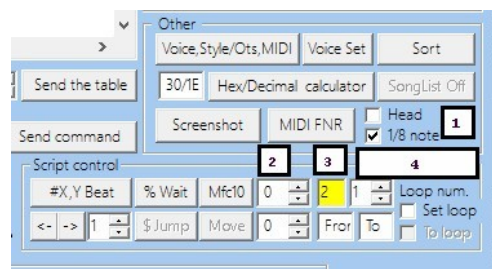 Other
Voice,Style/Ots,MIDI Voice Set Sort
Send the table 30/1E Hex/Decimal calculator SongList Off
Screenshot MIDI FNR Head 1
Send command 1/8 note
Script control 2 3 4
#X,Y Beat % Wait Mfc10 0 2 1 Loop num.
Set loop
<- -> 1 $ Jump Move 0 Fror To To loop